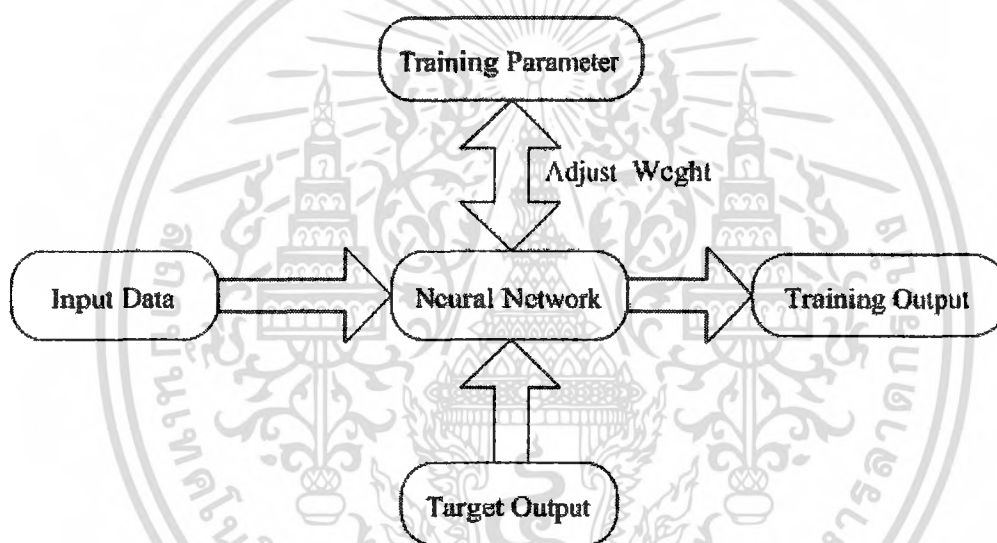 Training Parameter
Adjust Weght
Input Data
Neural Network
Training Output
Target Output